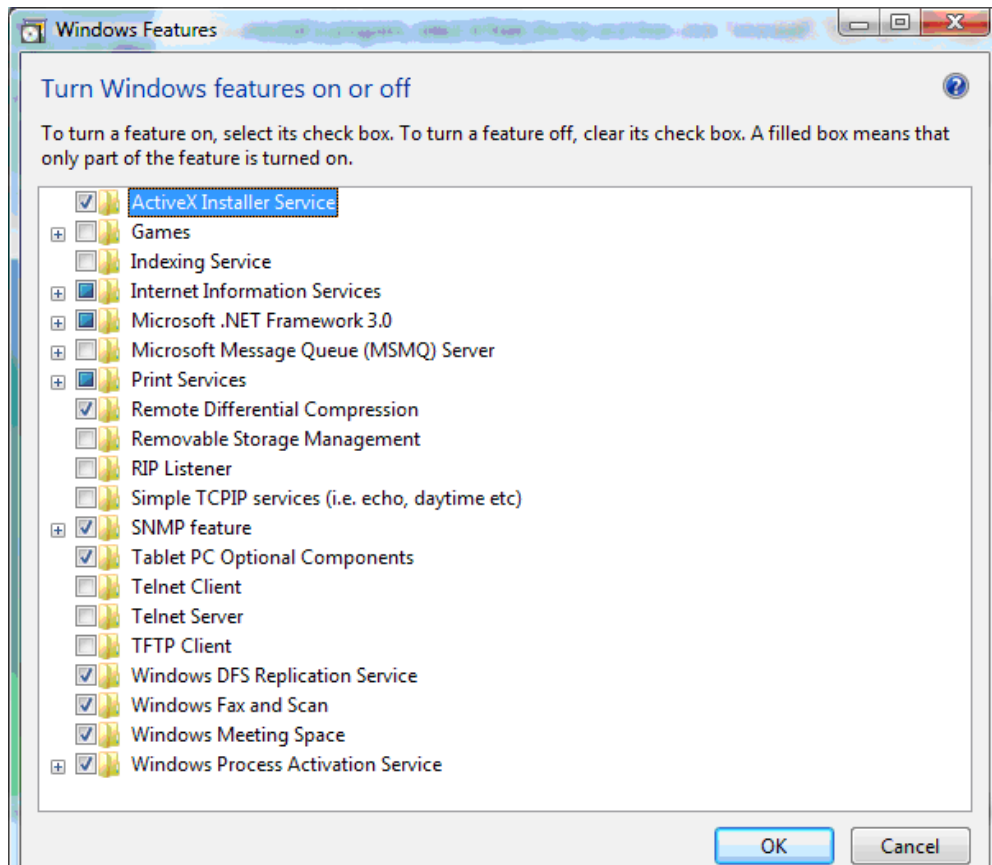 Windows Features
Turn Windows features on or off
To turn a feature on, select its check box. To turn a feature off, clear its check box. A filled box means that
only part of the feature is turned on.
ActiveX Installer Service
Games
Indexing Service
Internet Information Services
Microsoft .NET Framework 3.0
Microsoft Message Queue (MSMQ) Server
Print Services
Remote Differential Compression
Removable Storage Management
RIP Listener
Simple TCPIP services (i.e. echo, daytime etc)
SNMP feature
Tablet PC Optional Components
Telnet Client
Telnet Server
TFTP Client
Windows DFS Replication Service
Windows Fax and Scan
Windows Meeting Space
Windows Process Activation Service
OK Cancel